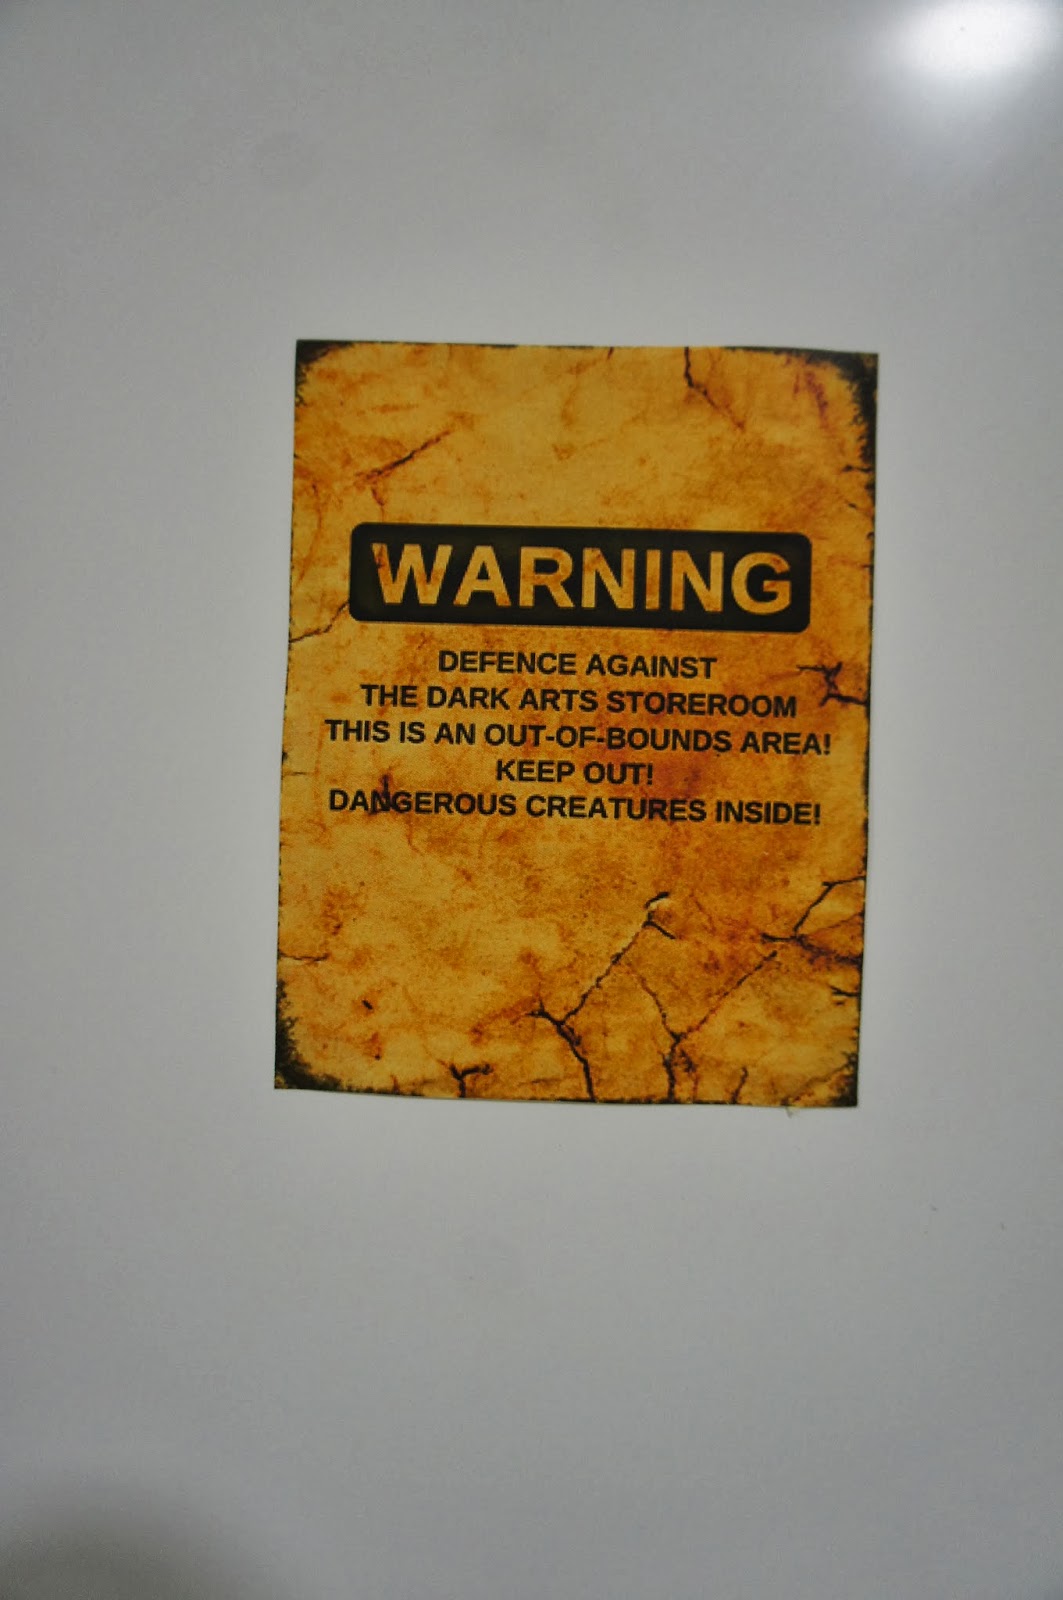 WARNING
DEFENCE AGAINST
THE DARK ARTS STOREROOM
THIS IS AN OUT-OF-BOUNDS AREA!
KEEP OUT!
DANGEROUS CREATURES INSIDE!